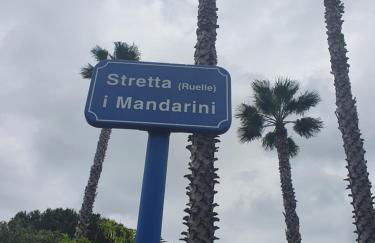 Stretta (Ruelle)
i Mandarini